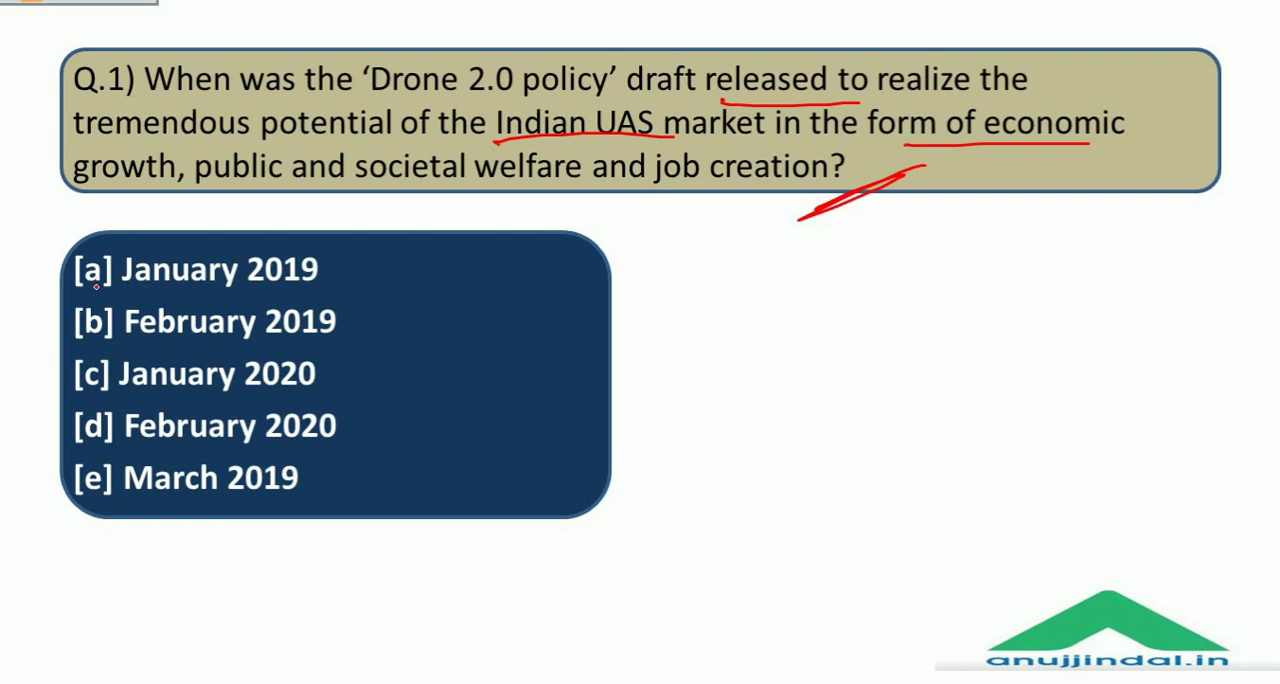 Q.1) When was the ‘Drone 2.0 policy’ draft released to realize the
tremendous potential of the Indian UAS market in the form of economic
growth, public and societal welfare and job creation?
[a] January 2019
[b] February 2019
[c] January 2020
[d] February 2020
[e] March 2019
anujjindal.in